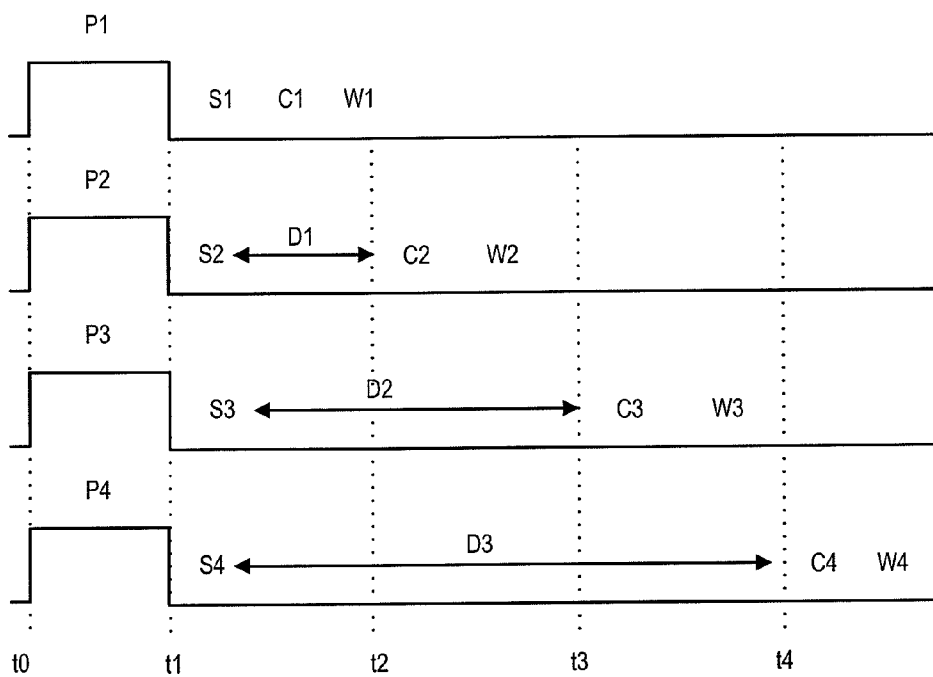 P1
S1 C1 W1
P2
S2 D1 C2 W2
P3
S3 D2 C3 W3
P4
S4 D3 C4 W4
t0 t1 t2 t3 t4